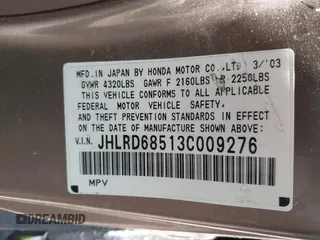 MFD. IN JAPAN BY HONDA MOTOR CO., LTD 3/'03
GVWR 4320LBS GAWR F 2160LBS R 2250LBS
THIS VEHICLE CONFORMS TO ALL APPLICABLE
FEDERAL MOTOR VEHICLE SAFETY,
AND THEFT PREVENTION STANDARDS IN EFFECT
ON THE DATE OF MANUFACTURE SHOWN ABOVE.
V.I.N. JHLRD68513C009276
MPV
DREAMBID